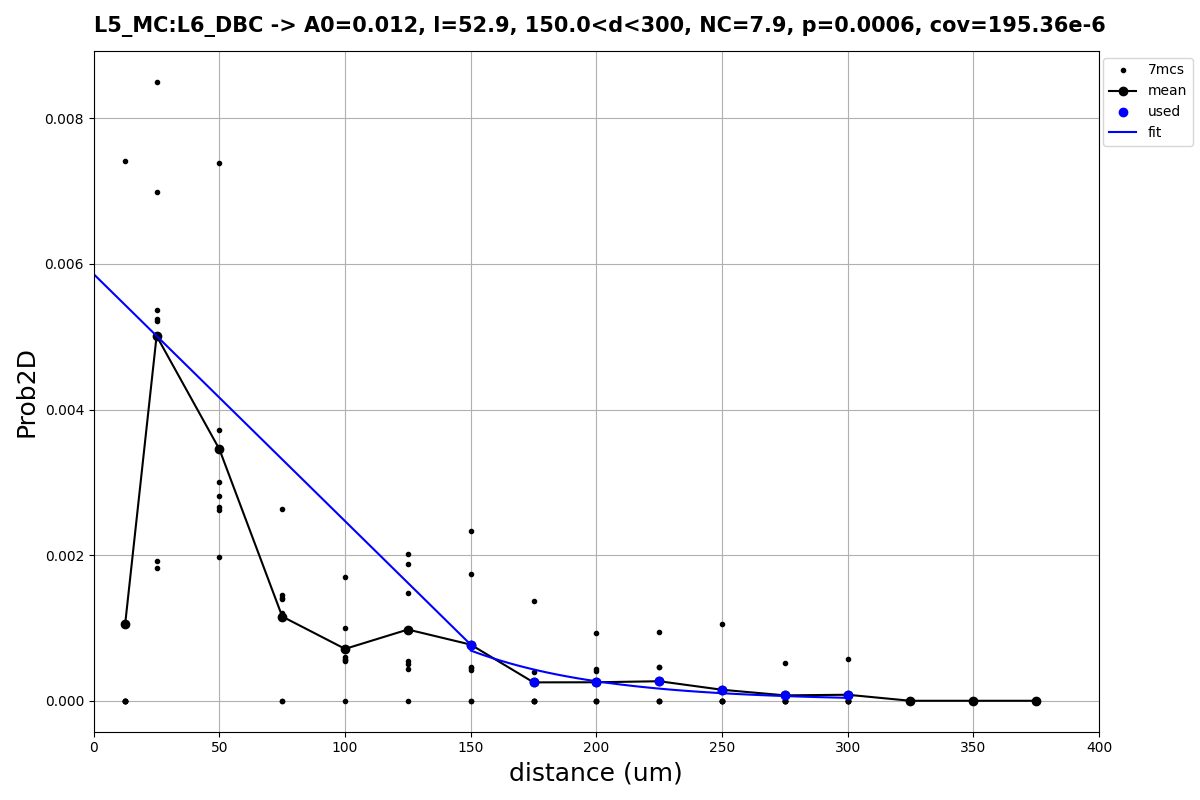 L5_MC:L6_DBC -> A0=0.012, l=52.9, 150.0<d<300, NC=7.9, p=0.0006, cov=195.36e-6
7mcs
mean
used
fit
0.008
0.006
0.004
0.002
0.000
Prob2D
0 50 100 150 200 250 300 350 400
distance (um)